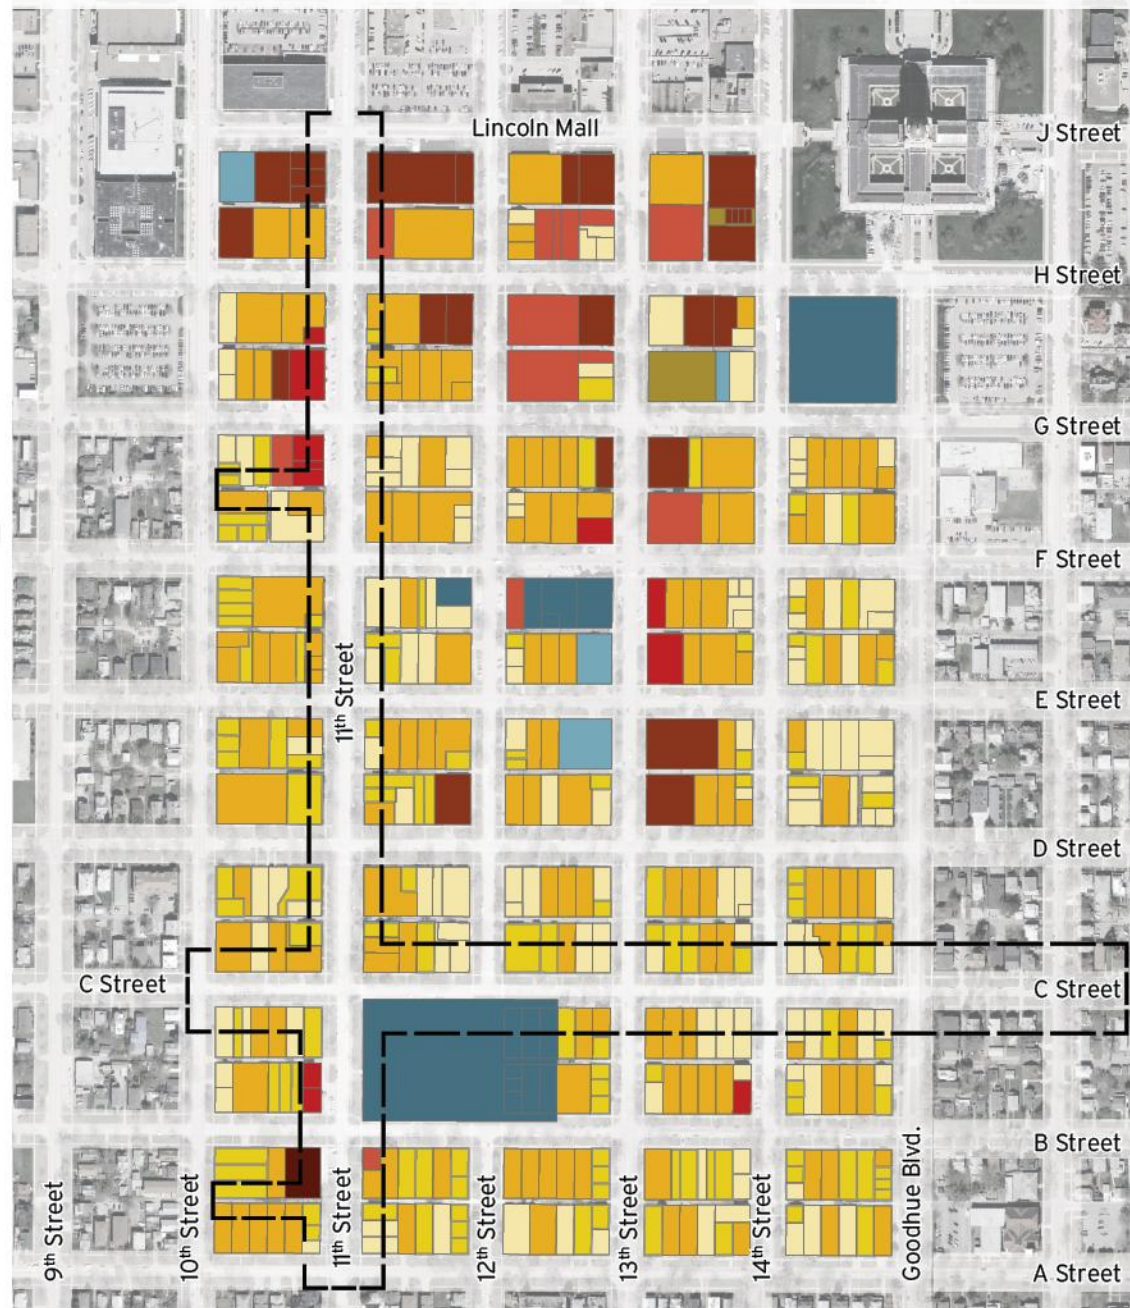 Lincoln Mall
J Street
H Street
G Street
F Street
11th Street
E Street
D Street
C Street
C Street
B Street
9th Street
10th Street
11th Street
12th Street
13th Street
14th Street
Goodhue Blvd.
A Street